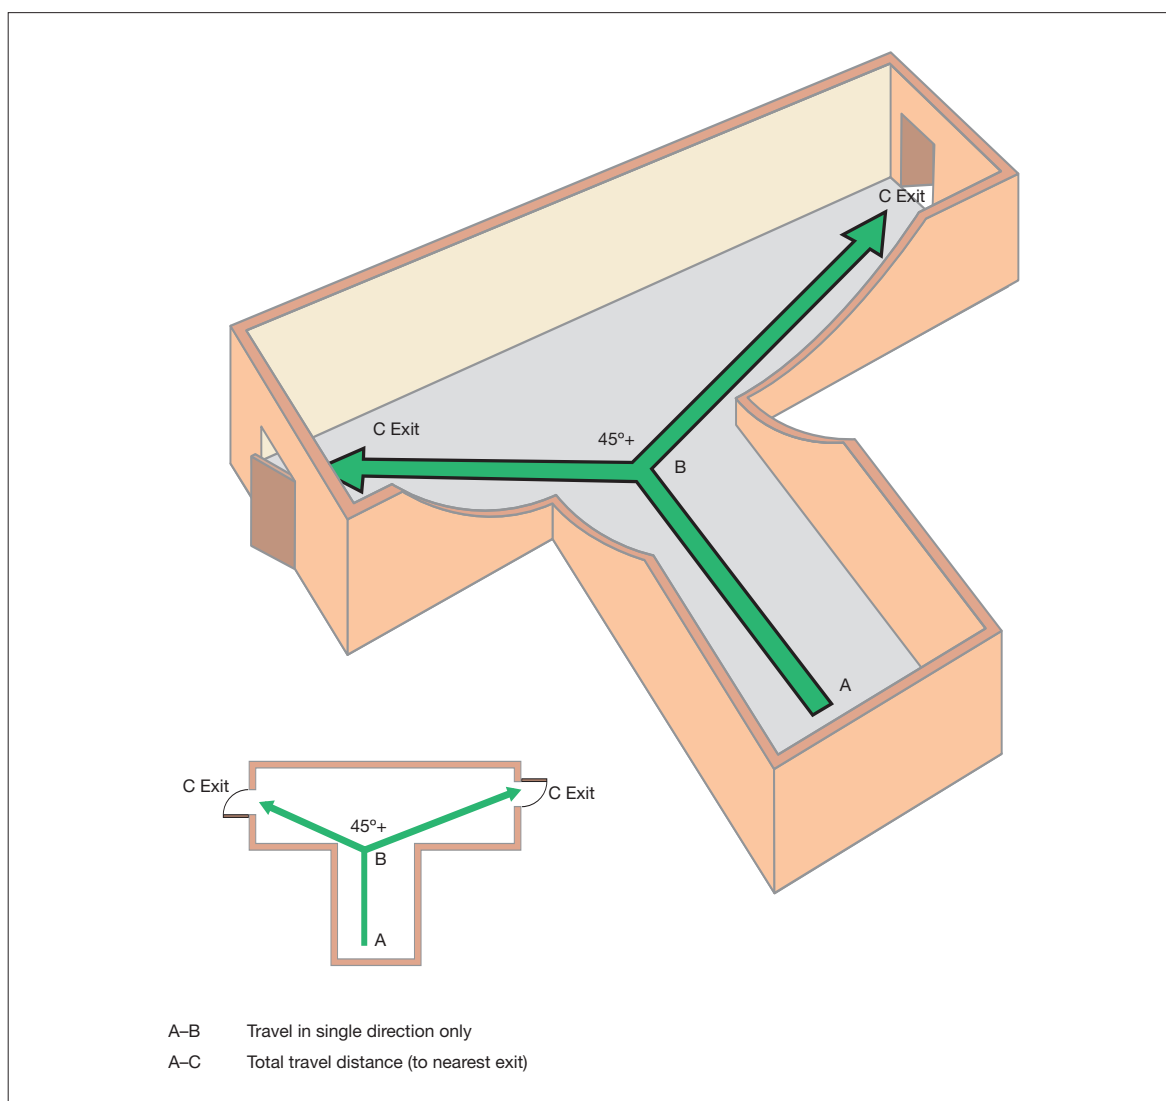 C Exit
C Exit
45º+
B
A
C Exit
C Exit
45º+
B
A
A–B Travel in single direction only
A–C Total travel distance (to nearest exit)